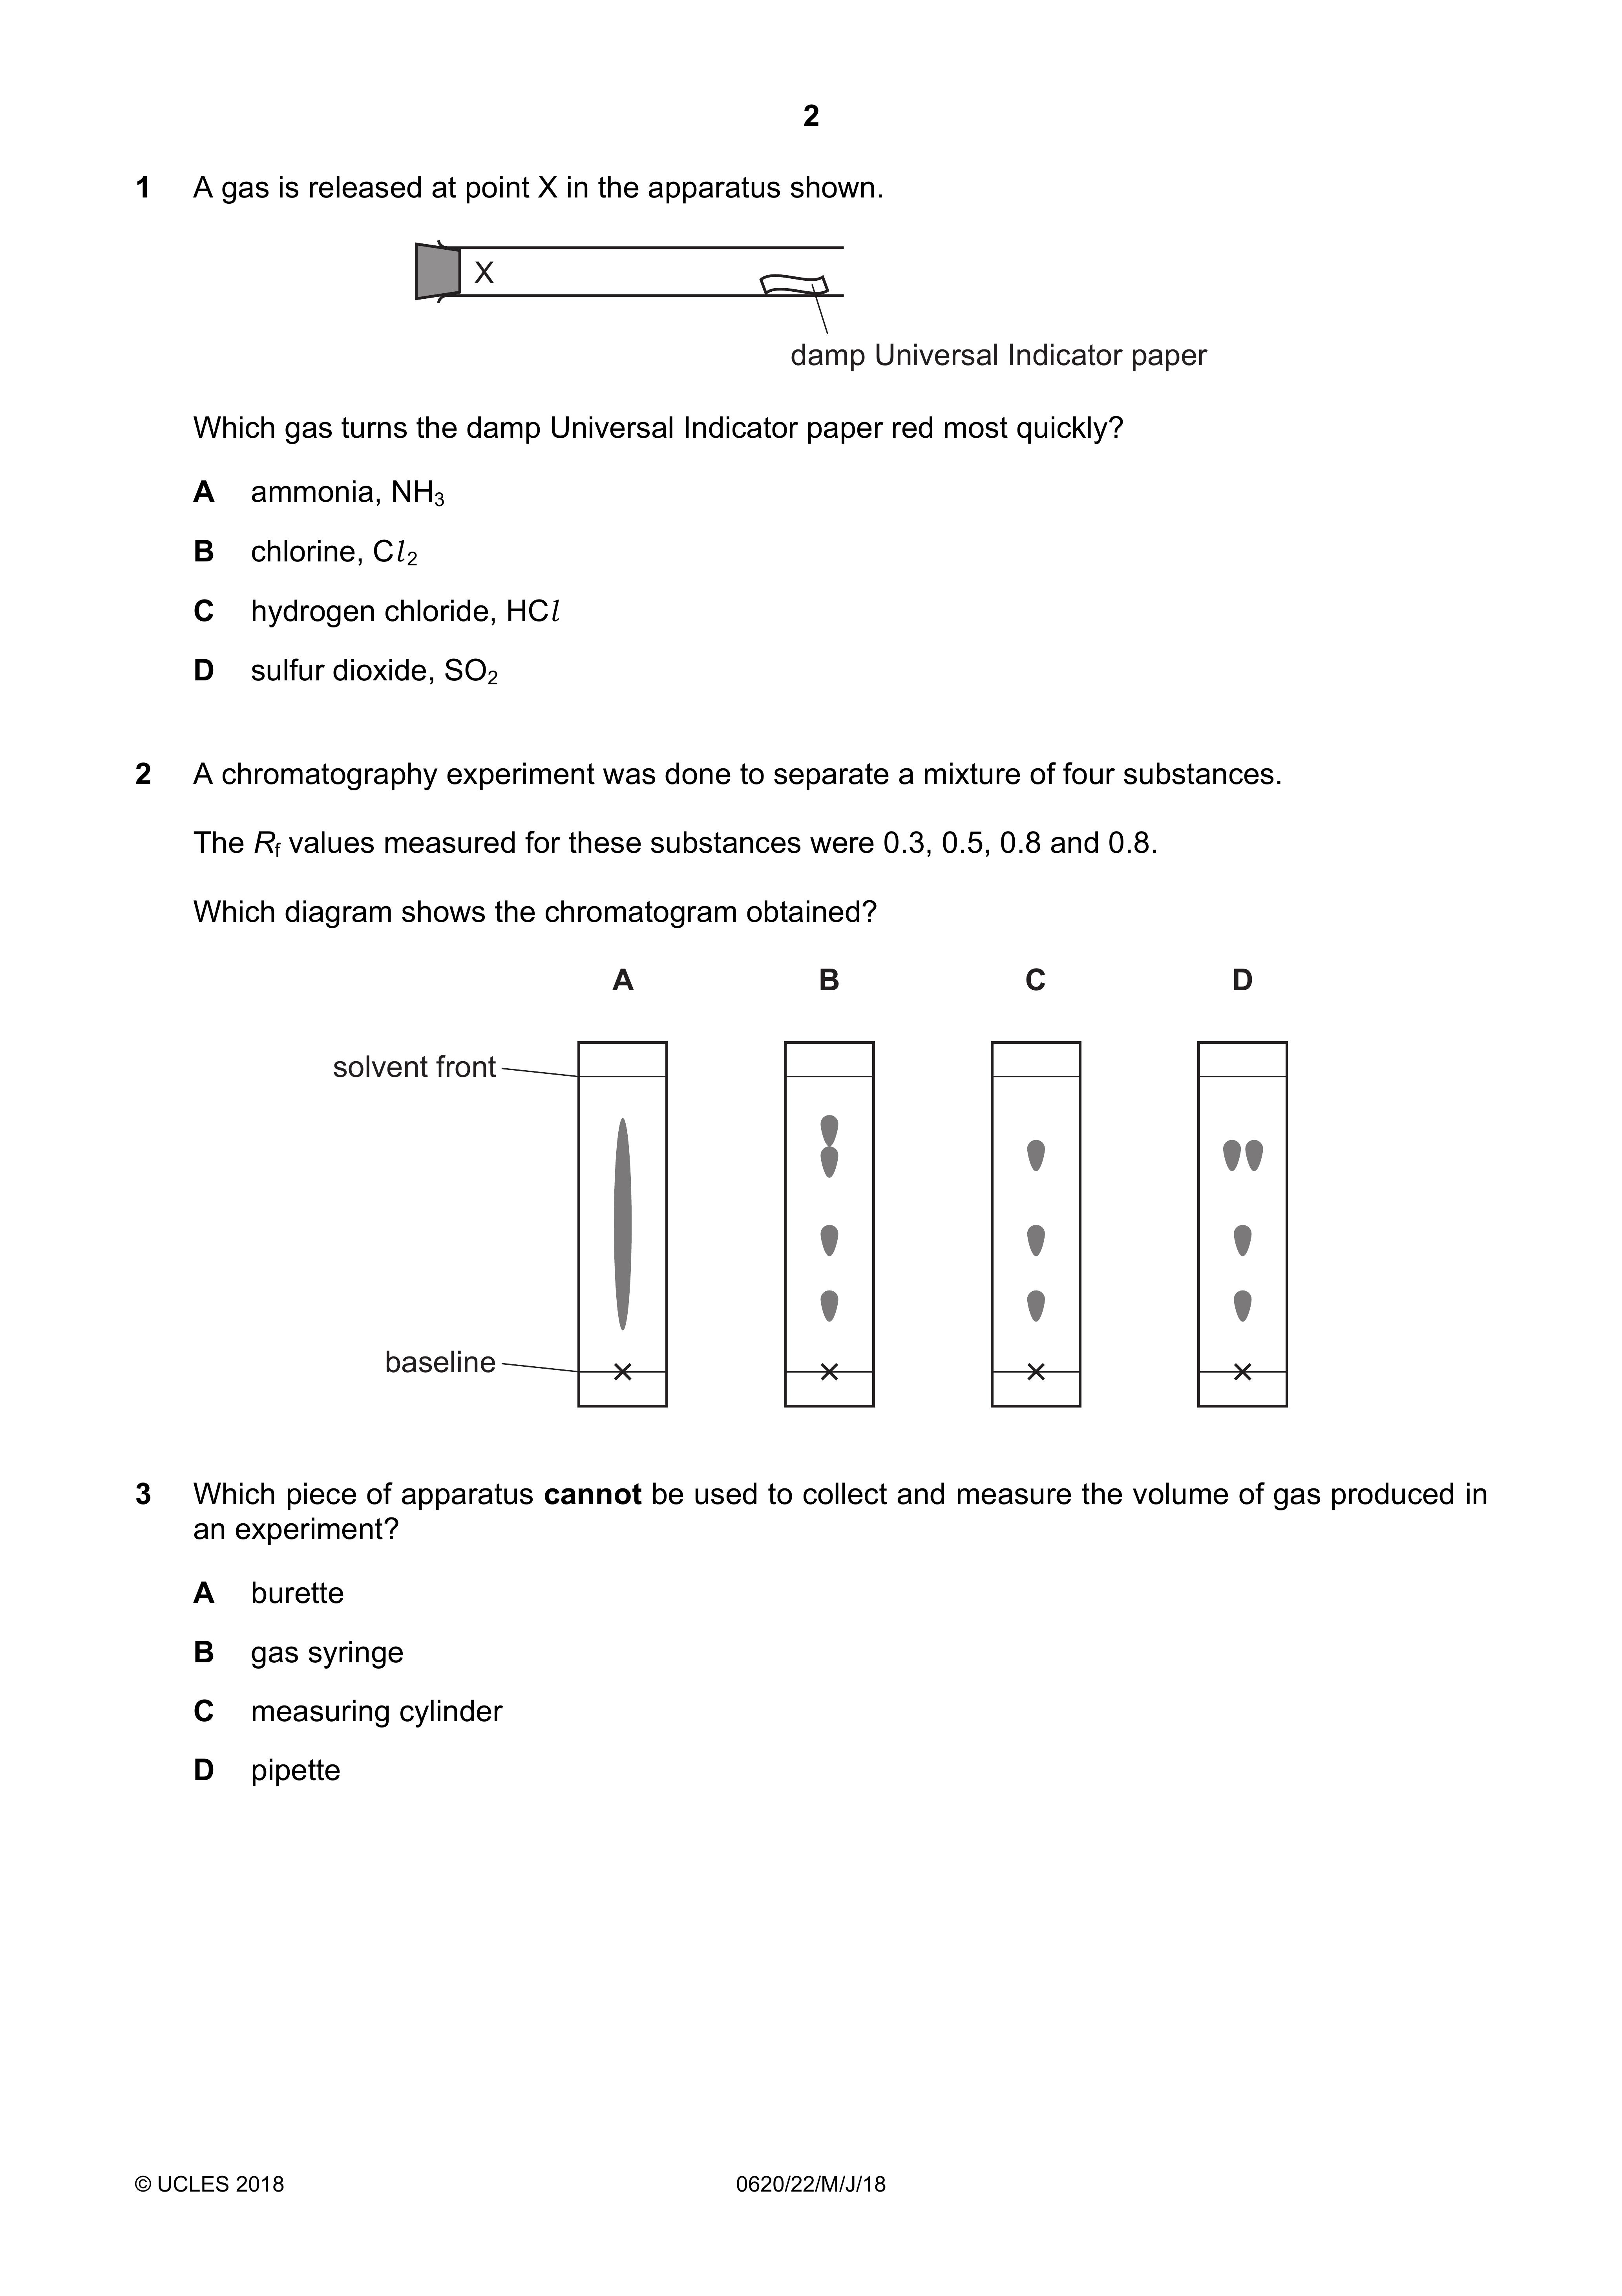 2
1 A gas is released at point X in the apparatus shown.
X
damp Universal Indicator paper
Which gas turns the damp Universal Indicator paper red most quickly?
A ammonia, NH₃
B chlorine, Cl₂
C hydrogen chloride, HCl
D sulfur dioxide, SO₂
2 A chromatography experiment was done to separate a mixture of four substances.
The Rf values measured for these substances were 0.3, 0.5, 0.8 and 0.8.
Which diagram shows the chromatogram obtained?
A B C D
solvent front
baseline
3 Which piece of apparatus cannot be used to collect and measure the volume of gas produced in
an experiment?
A burette
B gas syringe
C measuring cylinder
D pipette
© UCLES 2018 0620/22/M/J/18